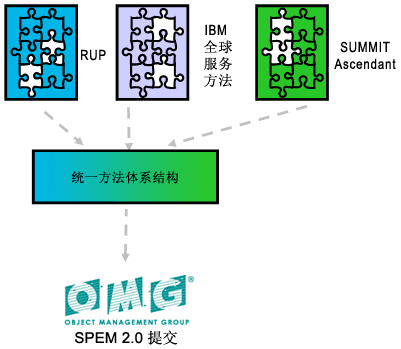 RUP
IBM
全球
服务
方法
SUMMIT
Ascendant
统一方法体系结构
OMG®
OBJECT MANAGEMENT GROUP
SPEM 2.0 提交